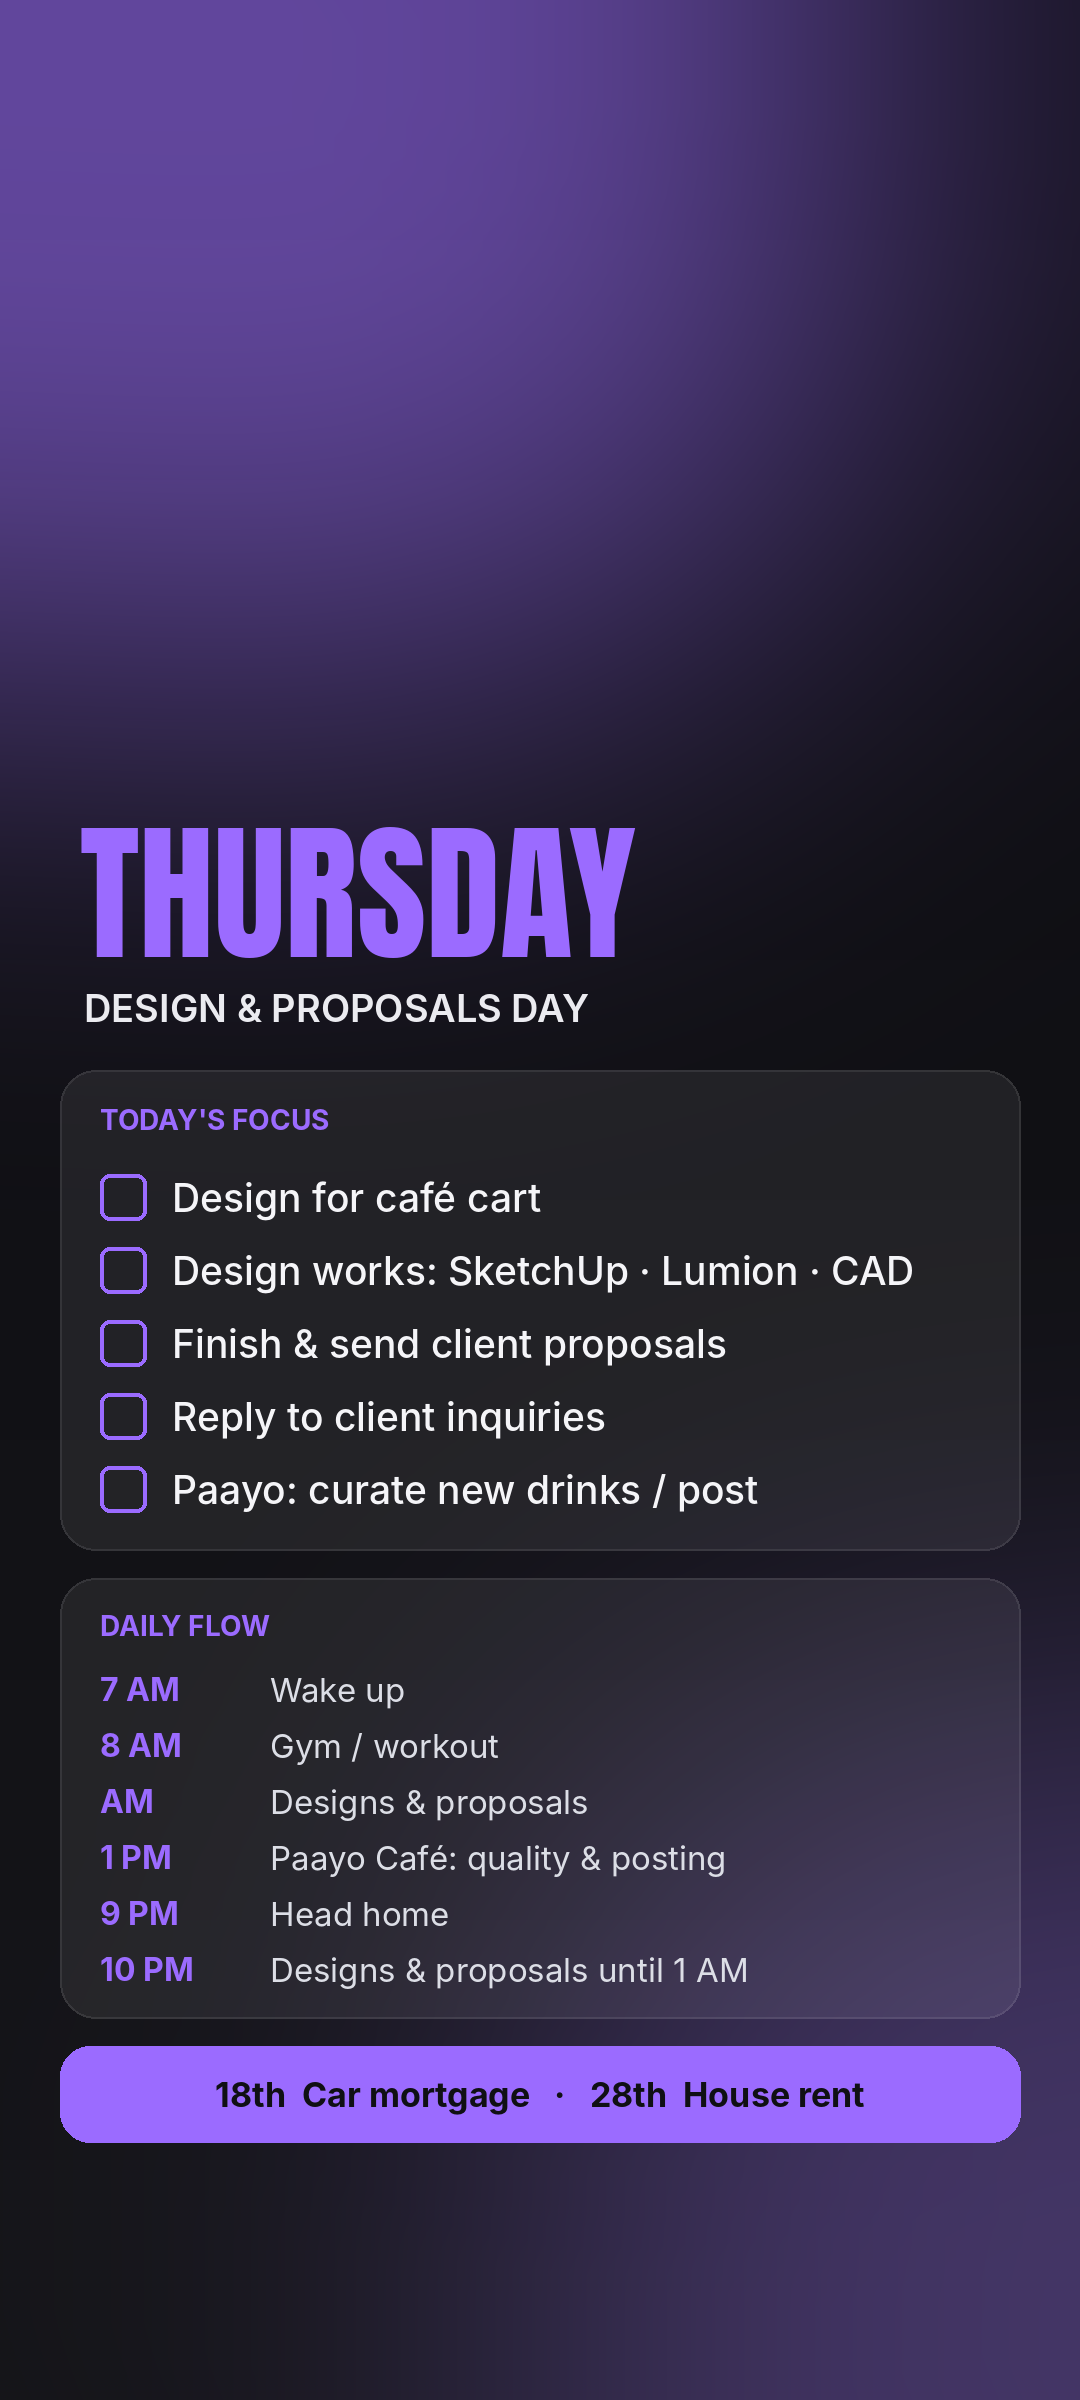 THURSDAY
DESIGN & PROPOSALS DAY
TODAY'S FOCUS
Design for café cart
Design works: SketchUp · Lumion · CAD
Finish & send client proposals
Reply to client inquiries
Paayo: curate new drinks / post
DAILY FLOW
7 AM Wake up
8 AM Gym / workout
AM Designs & proposals
1 PM Paayo Café: quality & posting
9 PM Head home
10 PM Designs & proposals until 1 AM
18th Car mortgage · 28th House rent